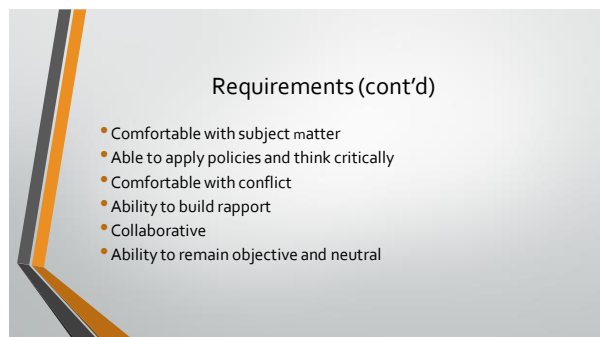 Requirements (cont’d)
• Comfortable with subject matter
• Able to apply policies and think critically
• Comfortable with conflict
• Ability to build rapport
• Collaborative
• Ability to remain objective and neutral